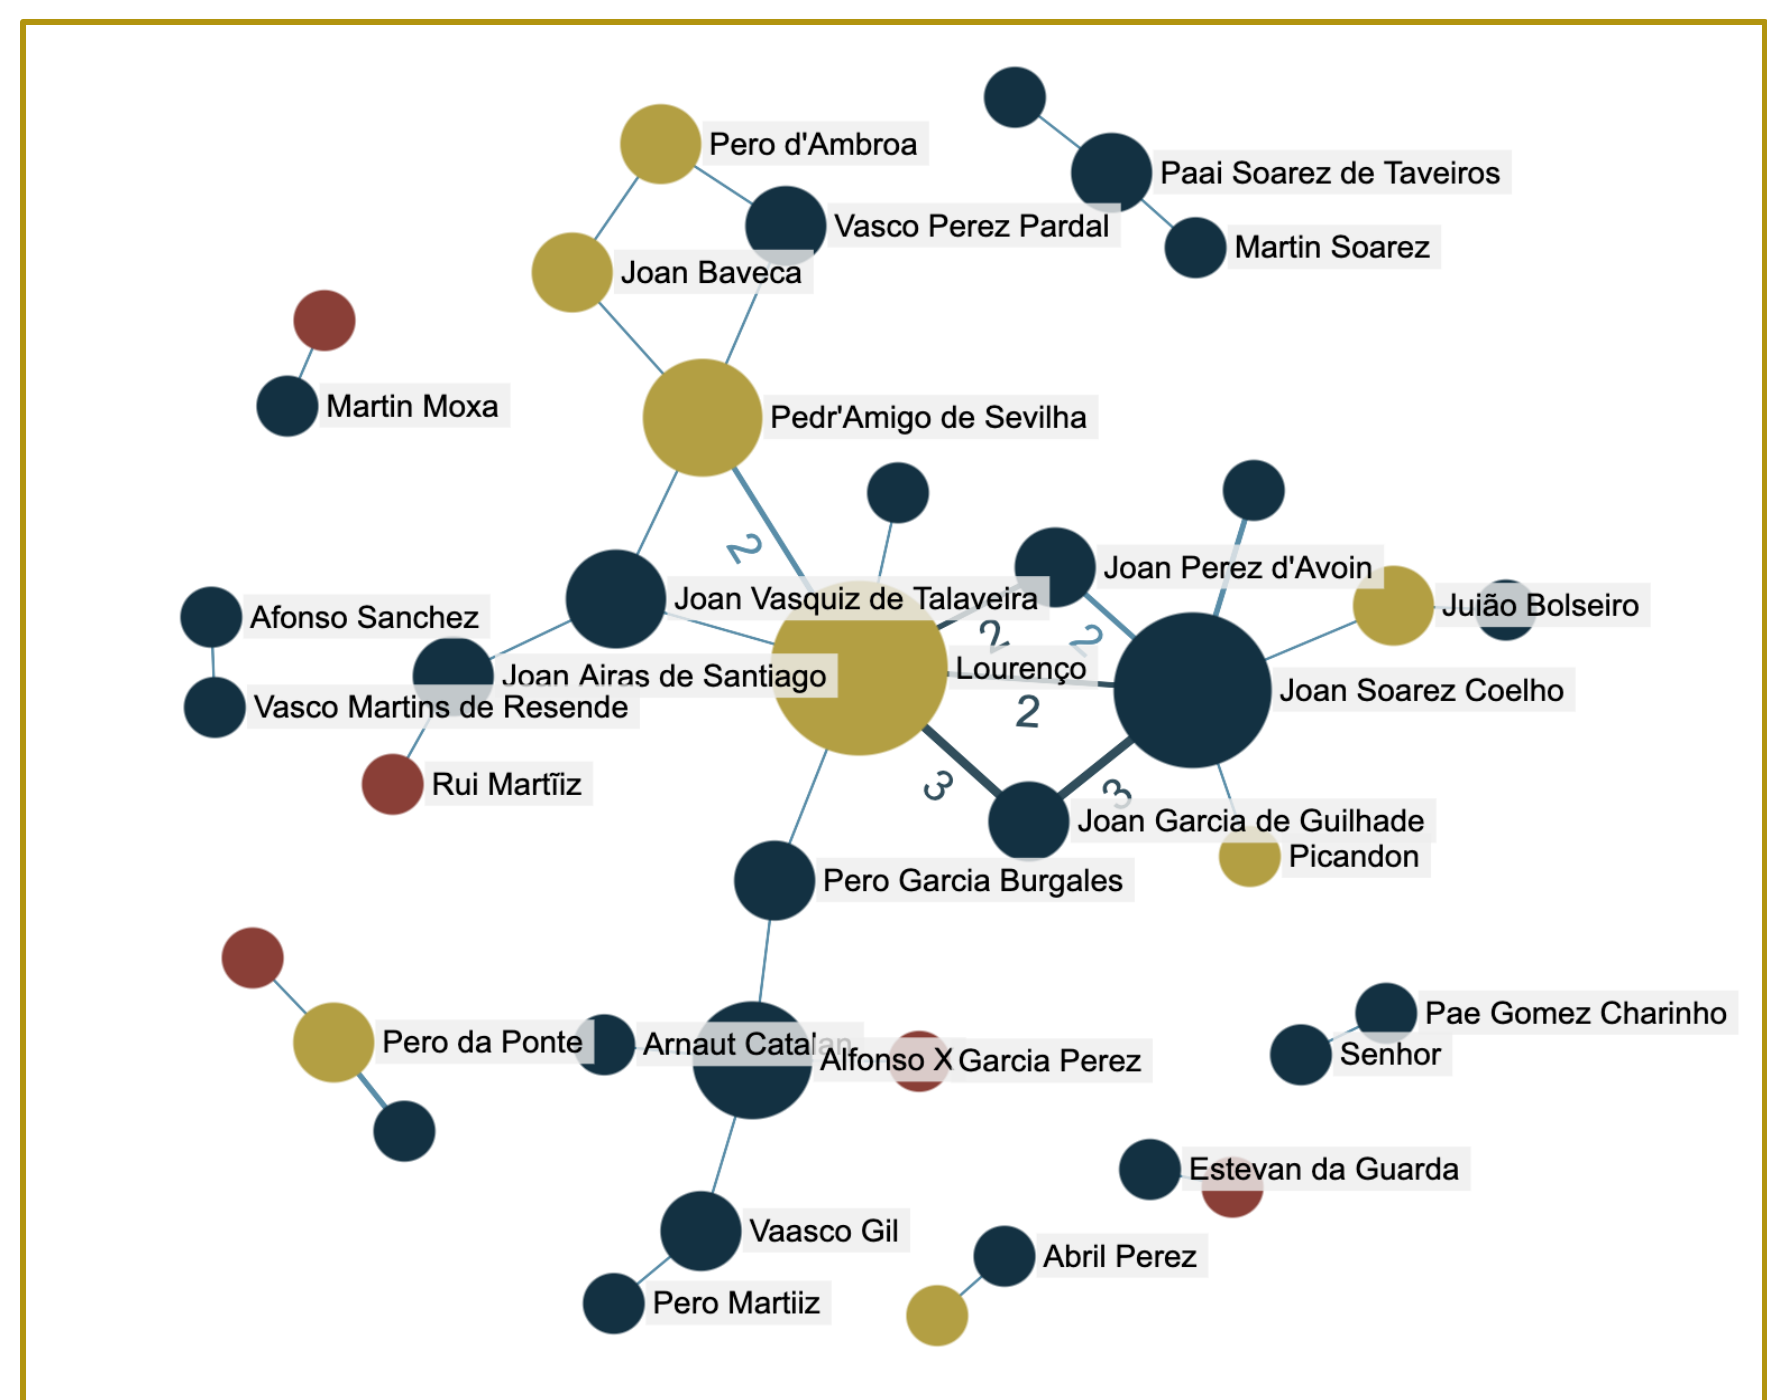 Pero d'Ambroa
Paai Soarez de Taveiros
Vasco Perez Pardal
Martin Soarez
Joan Baveca
Martin Moxa
Pedr'Amigo de Sevilha
2
Joan Perez d'Avoin
Joan Vasquiz de Talaveira
Juião Bolseiro
Afonso Sanchez
2
2
Lourenço
Joan Airas de Santiago
Joan Soarez Coelho
Vasco Martins de Resende
2
Rui Martĩiz
3
3
Joan Garcia de Guilhade
Picandon
Pero Garcia Burgales
Pae Gomez Charinho
Pero da Ponte
Arnaut Catalan
Alfonso X
Garcia Perez
Senhor
Estevan da Guarda
Vaasco Gil
Abril Perez
Pero Martiiz